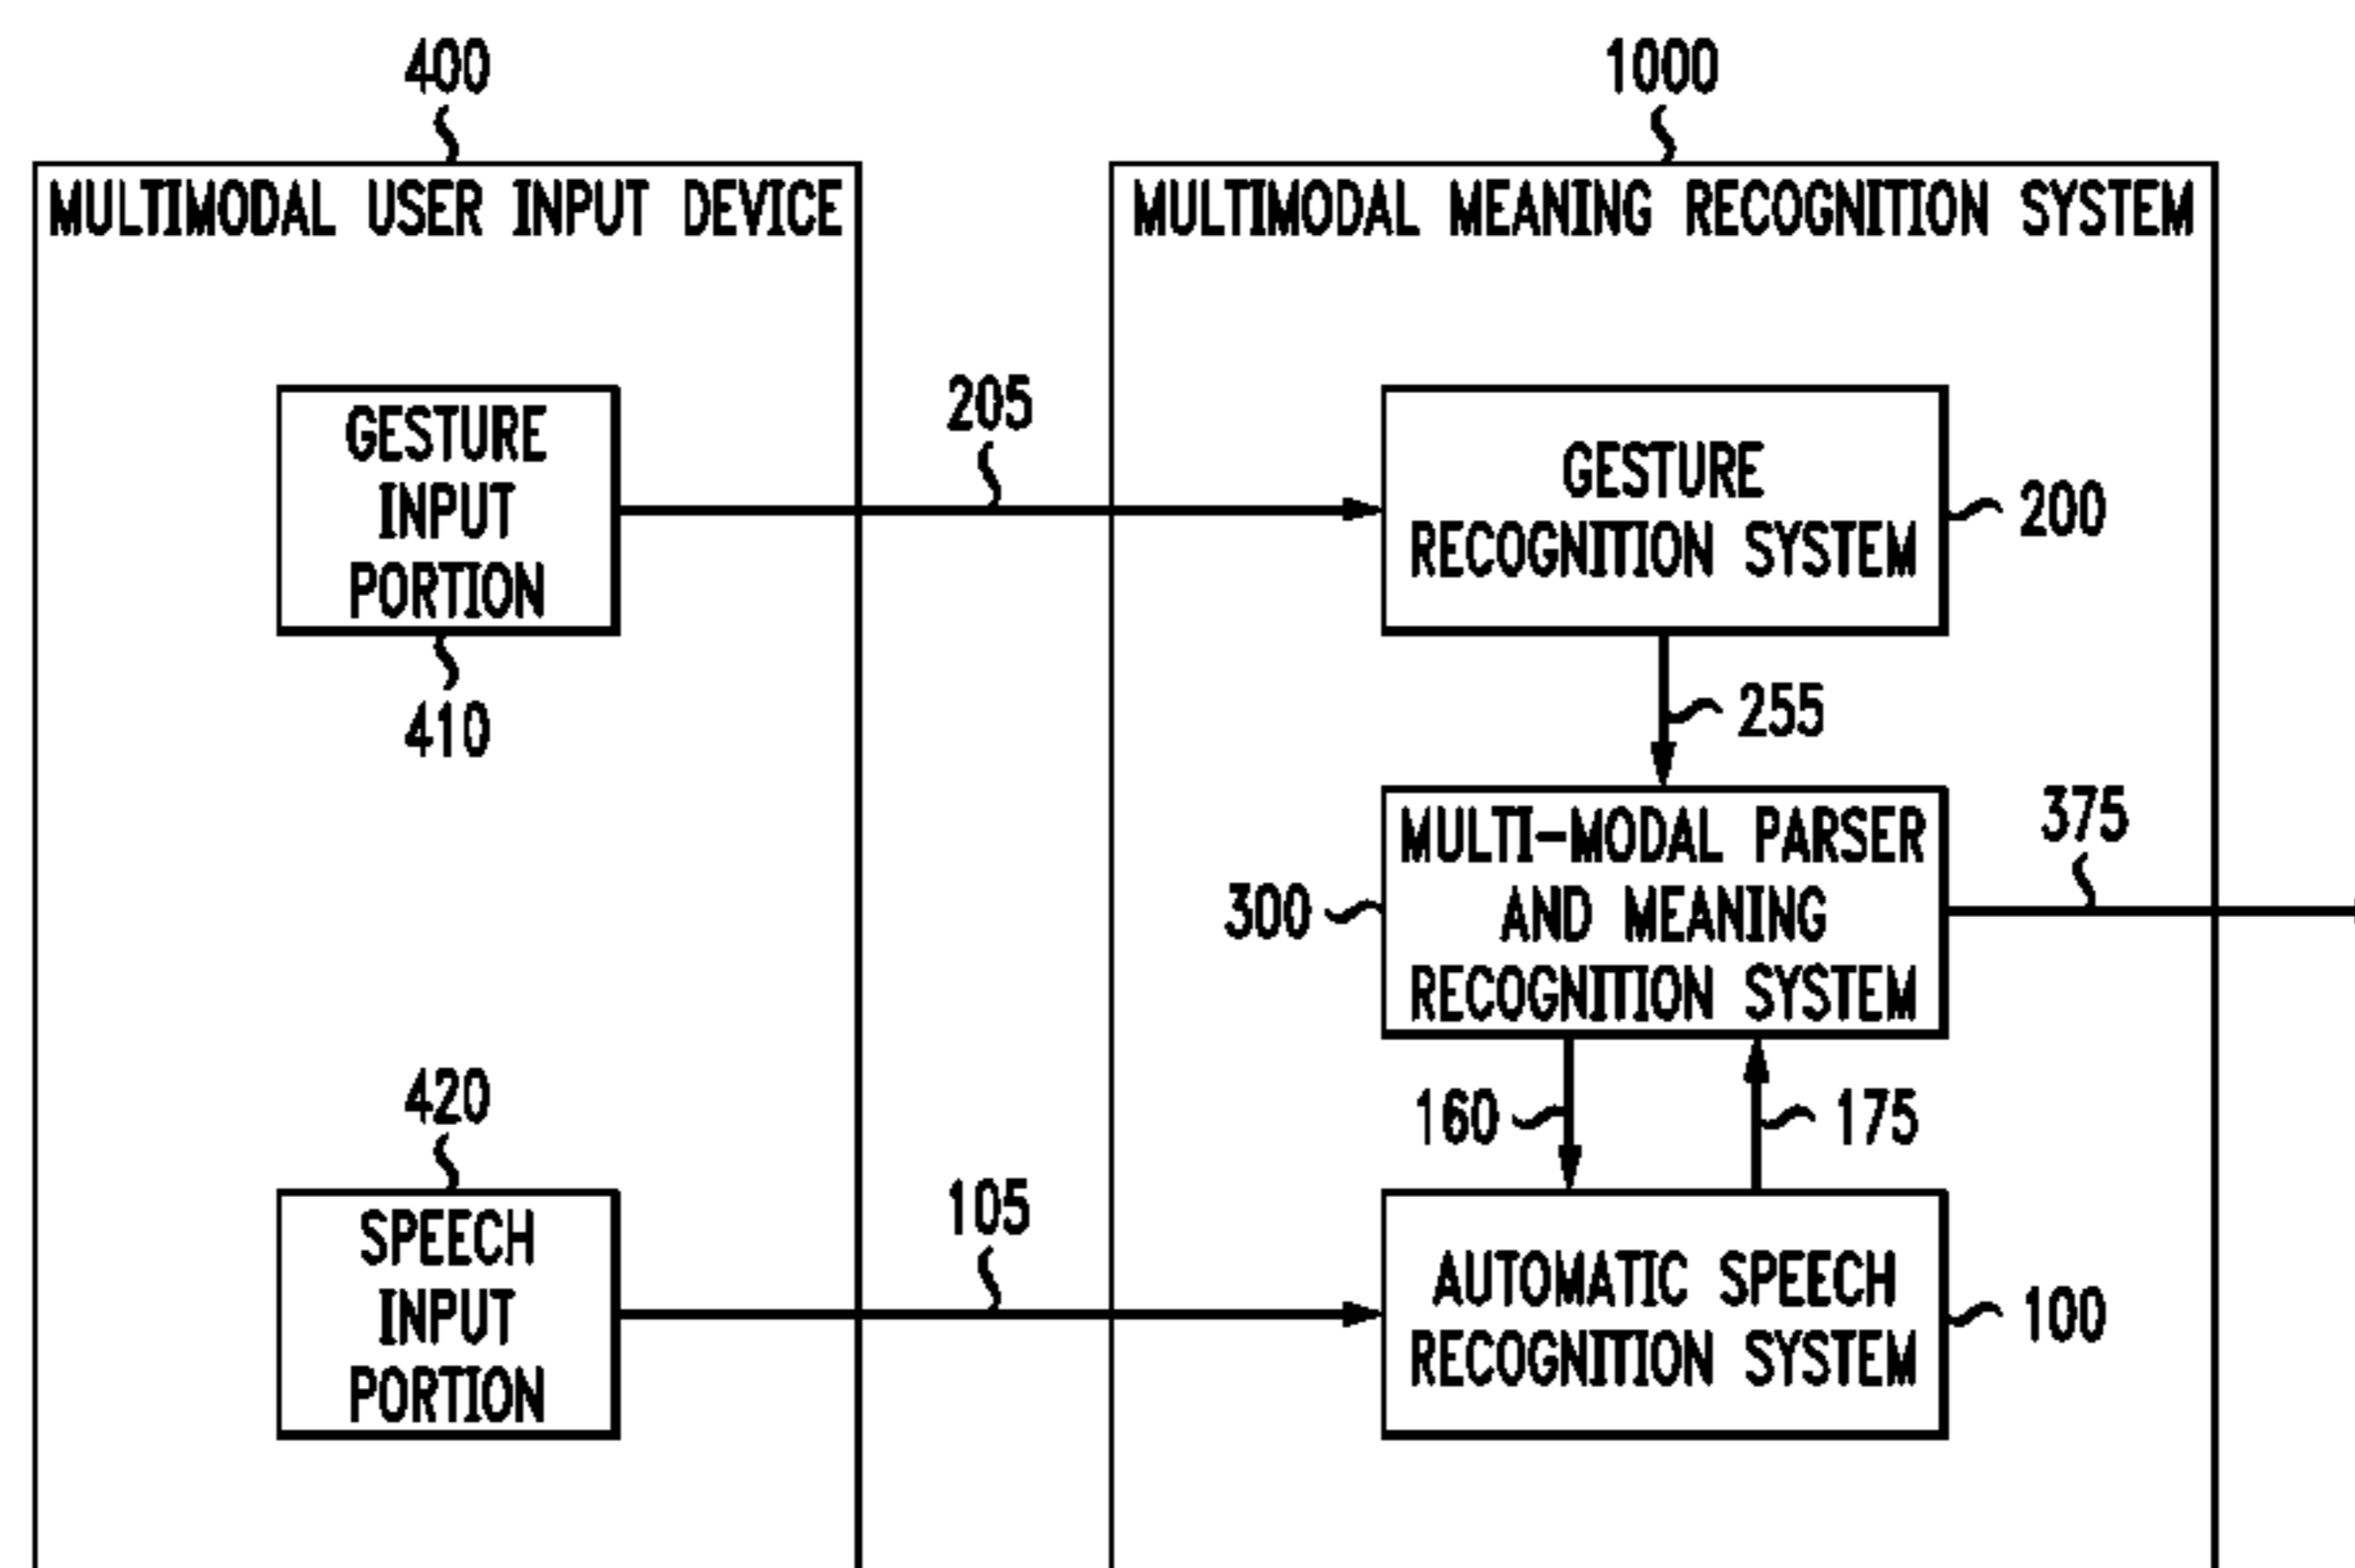 400
MULTIMODAL USER INPUT DEVICE
GESTURE
INPUT
PORTION
410
420
SPEECH
INPUT
PORTION
205
105
1000
MULTIMODAL MEANING RECOGNITION SYSTEM
GESTURE
RECOGNITION SYSTEM
200
255
MULTI-MODAL PARSER
AND MEANING
RECOGNITION SYSTEM
300
375
160
175
AUTOMATIC SPEECH
RECOGNITION SYSTEM
100